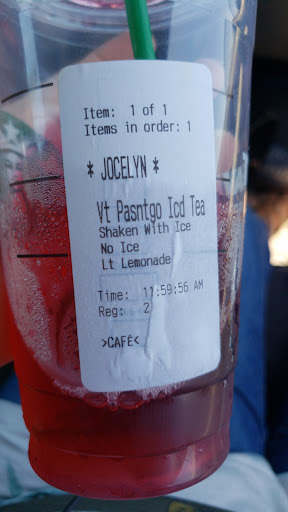 Item: 1 of 1
Items in order: 1
* JOCELYN *
Vt Pasntgo Icd Tea
Shaken With Ice
No Ice
Lt Lemonade
Time: 11:59:56 AM
Reg: 2
>CAFÉ<